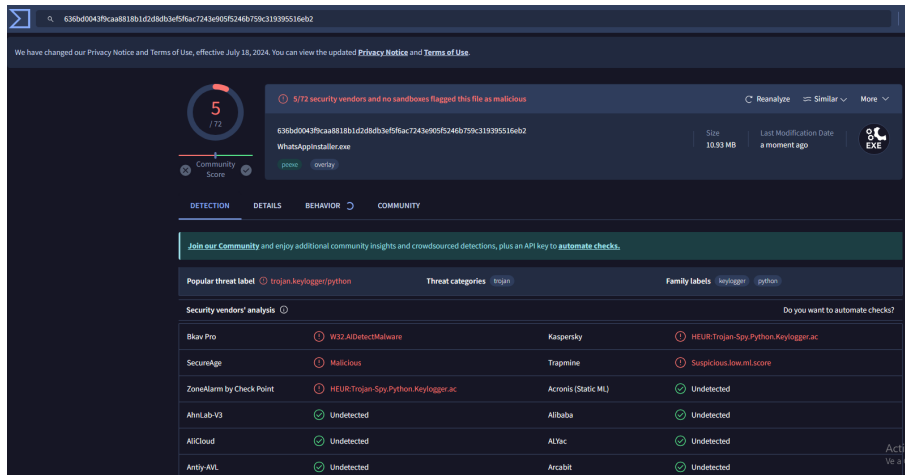 636bd0043f9caa8818b1d2d8db3ef5f6ac7243e905f5246b759c319395516eb2
We have changed our Privacy Notice and Terms of Use, effective July 18, 2024. You can view the updated Privacy Notice and Terms of Use.
5
/ 72
Community
Score
5/72 security vendors and no sandboxes flagged this file as malicious
Reanalyze
Similar
More
636bd0043f9caa8818b1d2d8db3ef5f6ac7243e905f5246b759c319395516eb2
WhatsAppInstaller.exe
peexe
overlay
Size
10.93 MB
Last Modification Date
a moment ago
EXE
DETECTION
DETAILS
BEHAVIOR
COMMUNITY
Join our Community and enjoy additional community insights and crowdsourced detections, plus an API key to automate checks.
Popular threat label trojan.keylogger/python
Threat categories trojan
Family labels keylogger python
Security vendors' analysis
Do you want to automate checks?
Bkav Pro W32.AIDetectMalware Kaspersky HEUR:Trojan-Spy.Python.Keylogger.ac
SecureAge Malicious Trapmine Suspicious.low.ml.score
ZoneAlarm by Check Point HEUR:Trojan-Spy.Python.Keylogger.ac Acronis (Static ML) Undetected
AhnLab-V3 Undetected Alibaba Undetected
AliCloud Undetected ALYac Undetected
Antiy-AVL Undetected Arcabit Undetected
Acti
Ve a